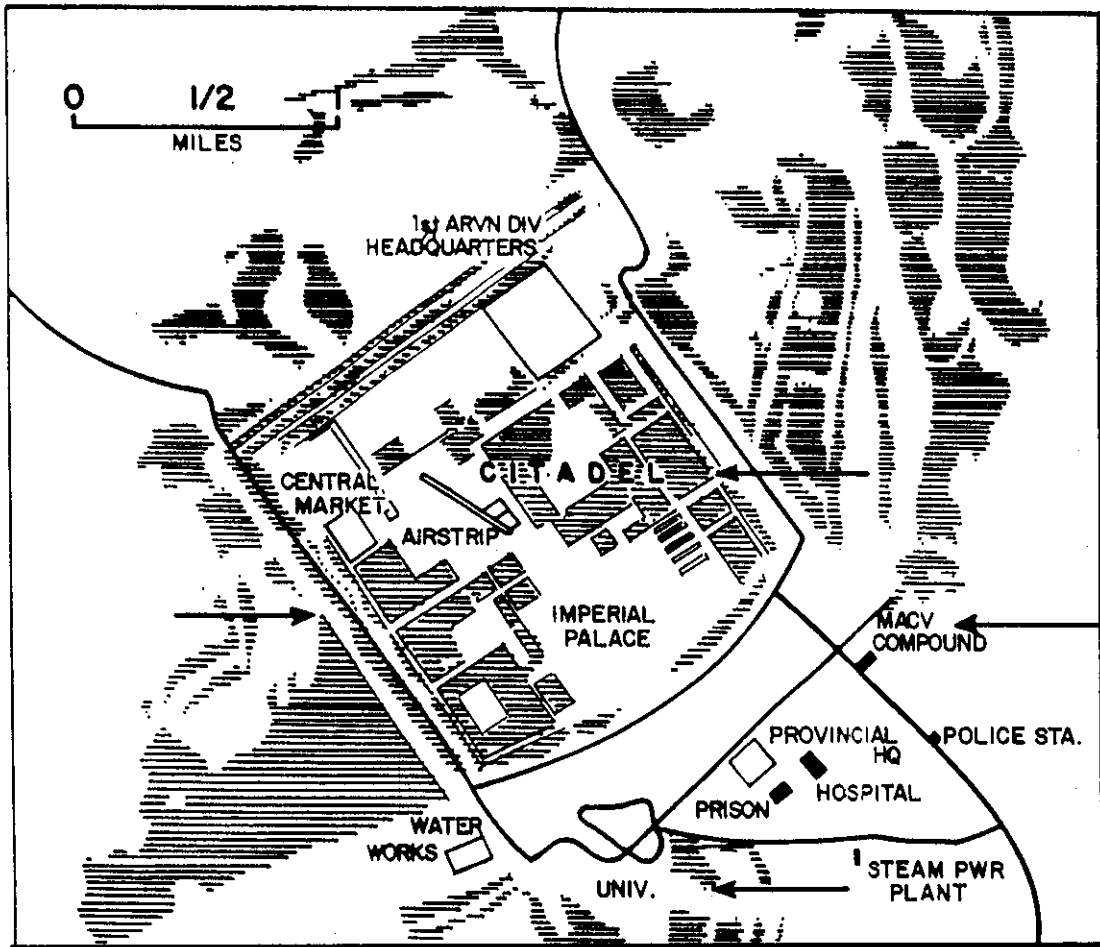 0 1/2
MILES
1st ARVN DIV
HEADQUARTERS
CITADEL
CENTRAL
MARKET
AIRSTRIP
IMPERIAL
PALACE
MACV
COMPOUND
POLICE STA.
PROVINCIAL
HQ
HOSPITAL
PRISON
WATER
WORKS
UNIV.
STEAM PWR
PLANT